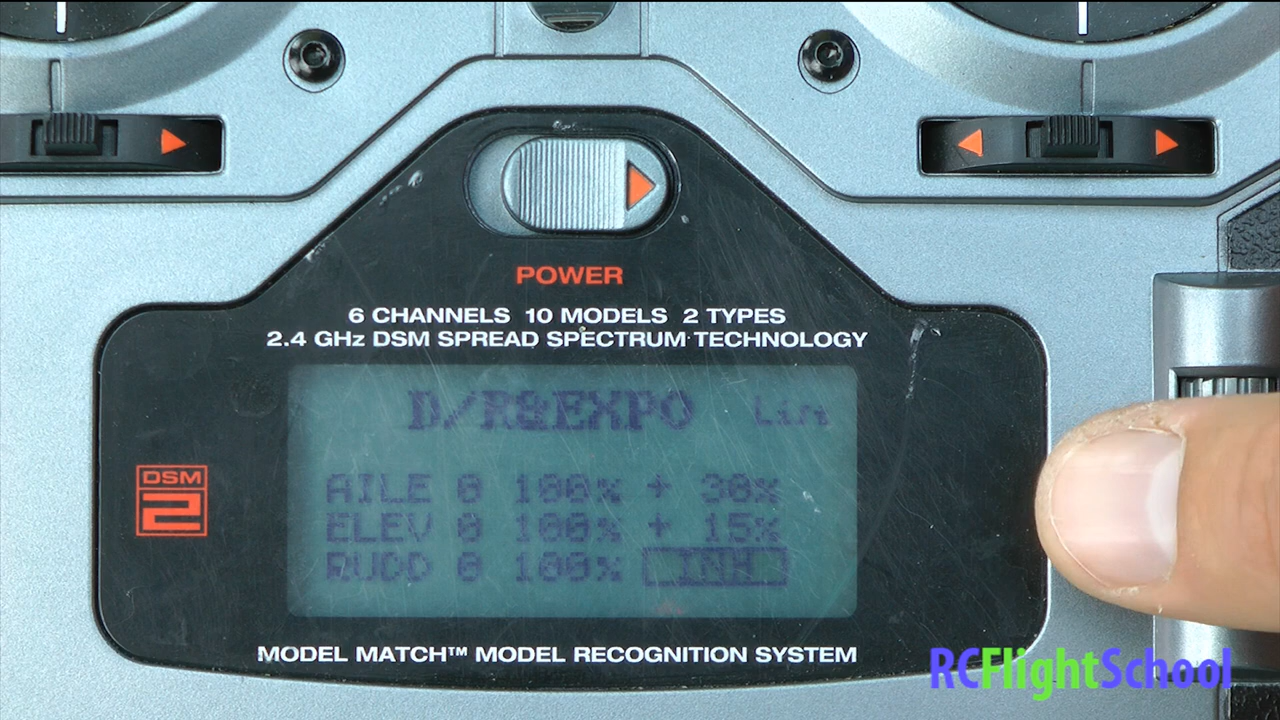 POWER
6 CHANNELS 10 MODELS 2 TYPES
2.4 GHz DSM SPREAD SPECTRUM TECHNOLOGY
D/R&EXPO Lin
AILE 0 100% + 30%
ELEV 0 100% + 15%
RUDD 0 100% INH
DSM
2
MODEL MATCH™ MODEL RECOGNITION SYSTEM
RCFlightSchool